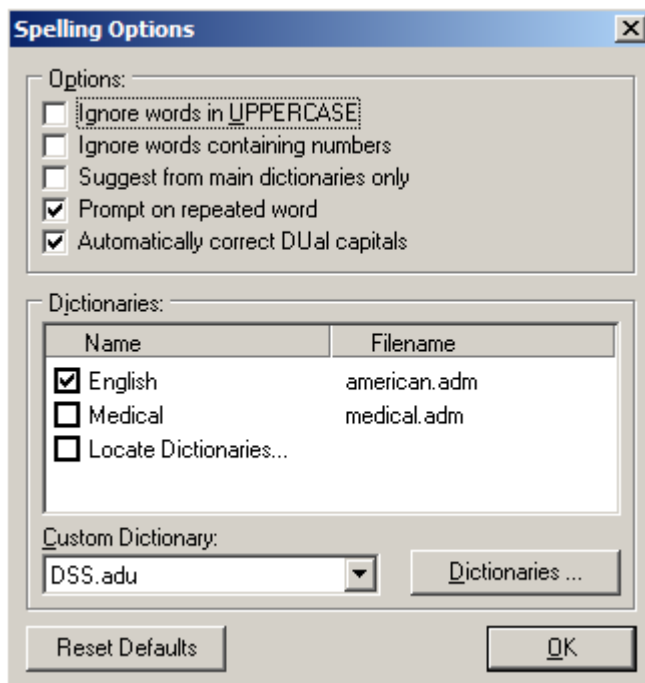 Spelling Options
Options:
Ignore words in UPPERCASE
Ignore words containing numbers
Suggest from main dictionaries only
Prompt on repeated word
Automatically correct DUal capitals
Dictionaries:
Name Filename
English american.adm
Medical medical.adm
Locate Dictionaries...
Custom Dictionary:
DSS.adu Dictionaries ...
Reset Defaults OK